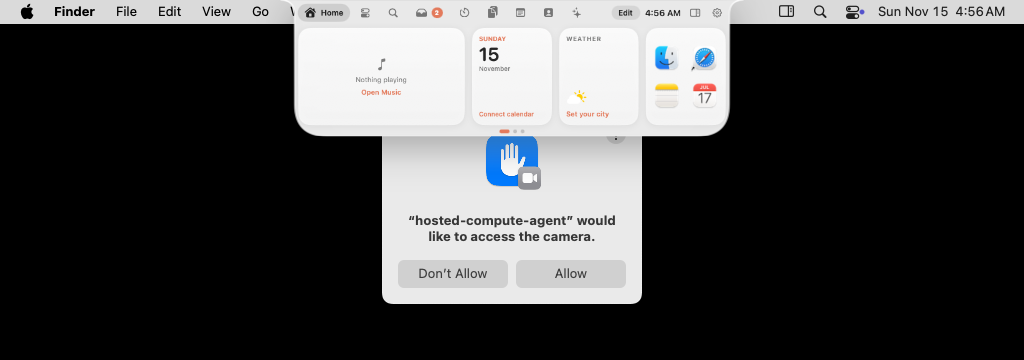 Finder File Edit View Go
Sun Nov 15 4:56 AM
Home
2
Edit
4:56 AM
Nothing playing
Open Music
SUNDAY
15
November
Connect calendar
WEATHER
Set your city
JUL
17
“hosted-compute-agent” would
like to access the camera.
Don’t Allow
Allow